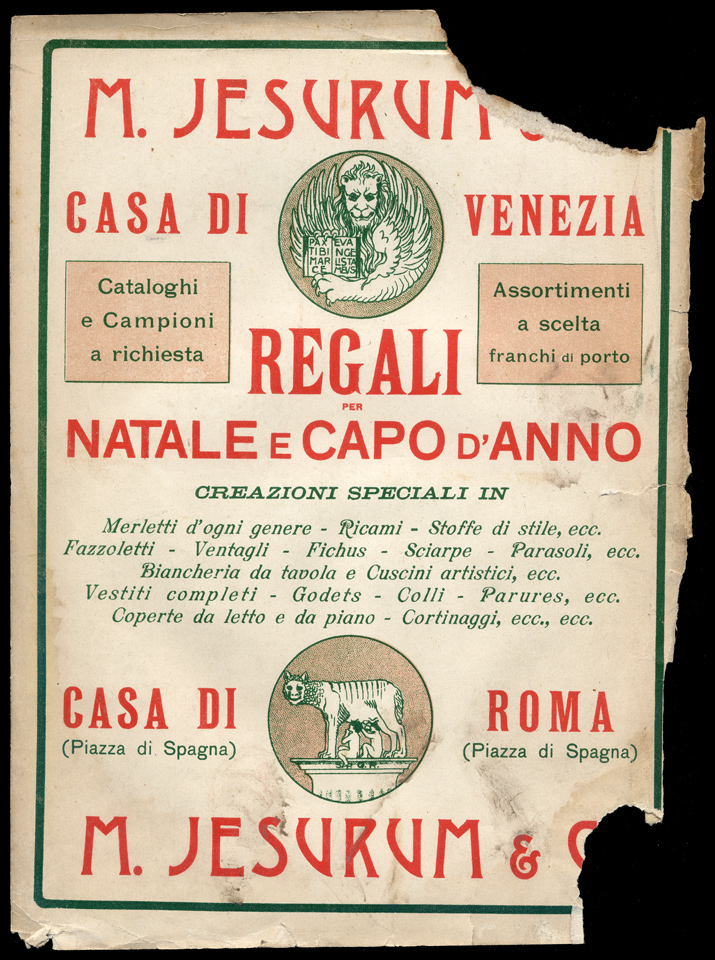 M. JESURUM
CASA DI VENEZIA
PAX EVA
TIBI NGE
MAR LISTA
CE MEUS
Cataloghi
e Campioni
a richiesta
Assortimenti
a scelta
franchi di porto
REGALI
PER
NATALE E CAPO D'ANNO
CREAZIONI SPECIALI IN
Merletti d'ogni genere - Ricami - Stoffe di stile, ecc.
Fazzoletti - Ventagli - Fichus - Sciarpe - Parasoli, ecc.
Biancheria da tavola e Cuscini artistici, ecc.
Vestiti completi - Godets - Colli - Parures, ecc.
Coperte da letto e da piano - Cortinaggi, ecc., ecc.
CASA DI ROMA
(Piazza di Spagna) (Piazza di Spagna)
S.P.Q.R.
M. JESURUM & C